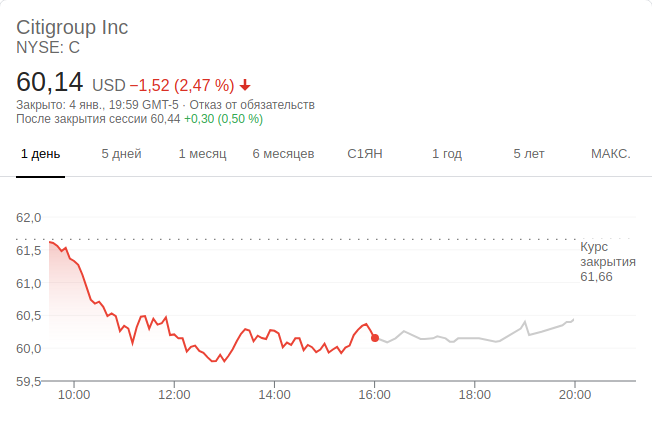 Citigroup Inc
NYSE: C
60,14 USD −1,52 (2,47 %)
Закрыто: 4 янв., 19:59 GMT-5 · Отказ от обязательств
После закрытия сессии 60,44 +0,30 (0,50 %)
1 день 5 дней 1 месяц 6 месяцев С1ЯН 1 год 5 лет МАКС.
62,0
61,5
61,0
60,5
60,0
59,5
Курс
закрытия
61,66
10:00 12:00 14:00 16:00 18:00 20:00